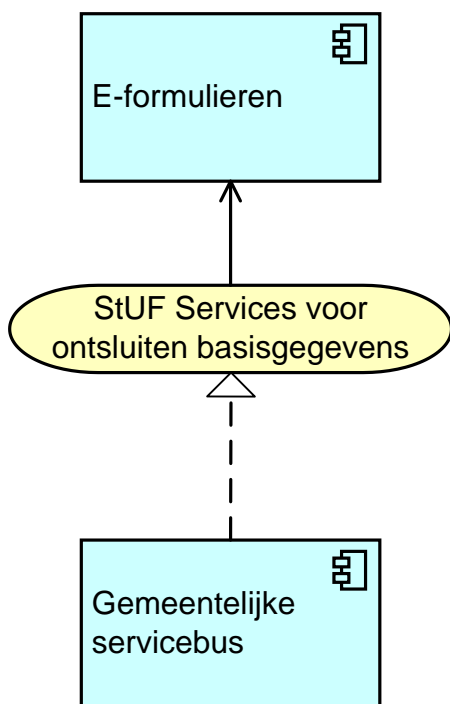 E-formulieren
StUF Services voor
ontsluiten basisgegevens
Gemeentelijke
servicebus